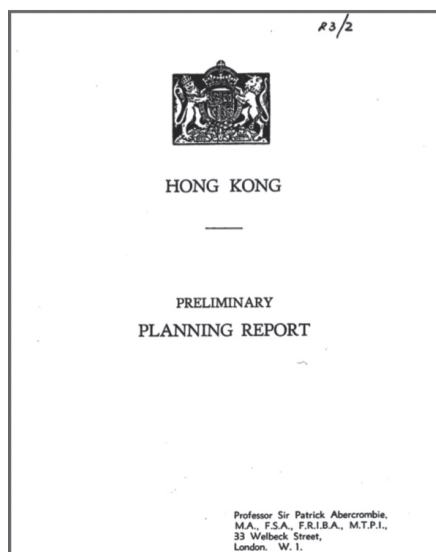 R3/2
HONG KONG
PRELIMINARY
PLANNING REPORT
Professor Sir Patrick Abercrombie,
M.A., F.S.A., F.R.I.B.A., M.T.P.I.,
33 Welbeck Street,
London. W. 1.